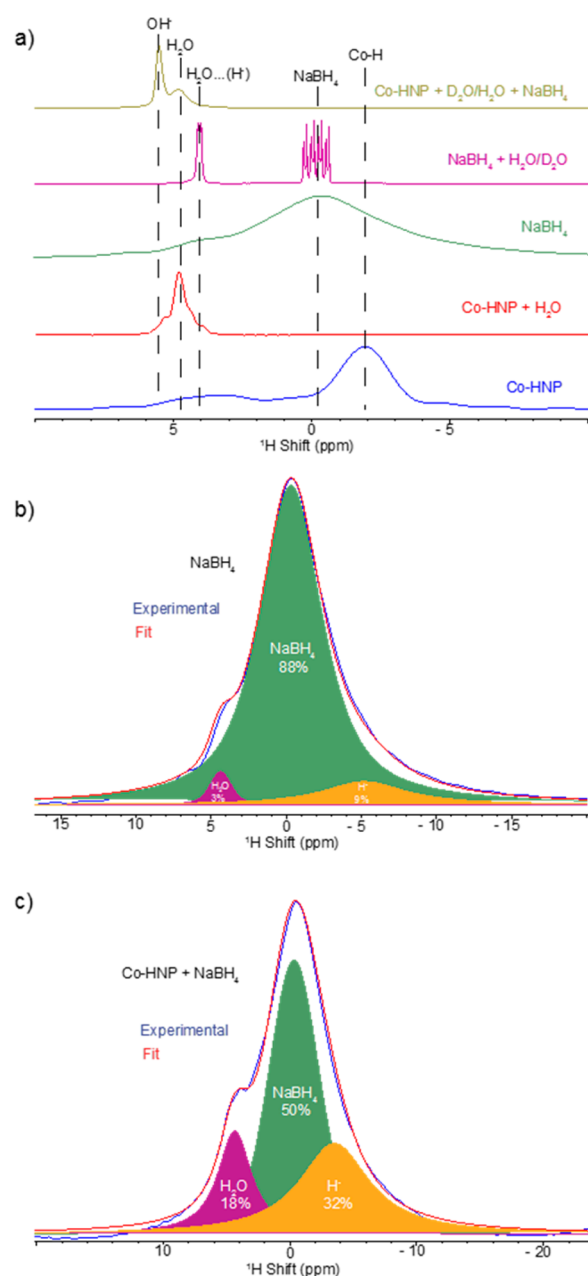 a)
OH⁻
H₂O
H₂O...(H⁻)
NaBH₄
Co-H
Co-HNP + D₂O/H₂O + NaBH₄
NaBH₄ + H₂O/D₂O
NaBH₄
Co-HNP + H₂O
Co-HNP
5 0 - 5
¹H Shift (ppm)
b)
NaBH₄
Experimental
Fit
NaBH₄
88%
H₂O
3%
H⁻
9%
15 10 5 0 - 5 - 10 - 15
¹H Shift (ppm)
c)
Co-HNP + NaBH₄
Experimental
Fit
NaBH₄
50%
H₂O
18%
H⁻
32%
10 0 - 10 - 20
¹H Shift (ppm)